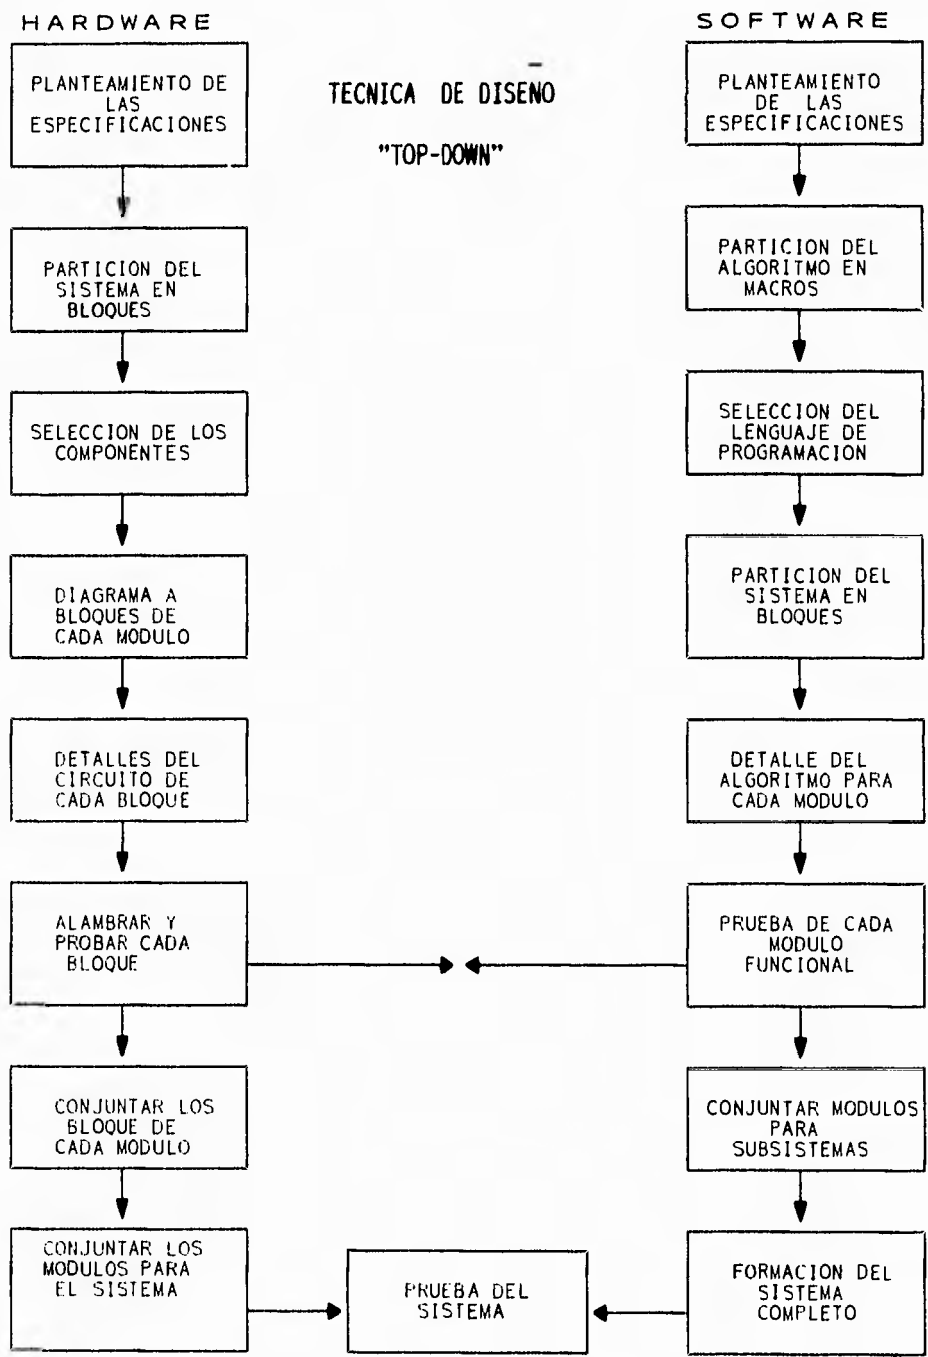 HARDWARE
PLANTEAMIENTO DE
LAS
ESPECIFICACIONES
PARTICION DEL
SISTEMA EN
BLOQUES
SELECCION DE LOS
COMPONENTES
DIAGRAMA A
BLOQUES DE
CADA MODULO
DETALLES DEL
CIRCUITO DE
CADA BLOQUE
ALAMBRAR Y
PROBAR CADA
BLOQUE
CONJUNTAR LOS
BLOQUE DE
CADA MODULO
CONJUNTAR LOS
MODULOS PARA
EL SISTEMA
TECNICA DE DISENO
"TOP-DOWN"
PRUEBA DEL
SISTEMA
SOFTWARE
PLANTEAMIENTO
DE LAS
ESPECIFICACIONES
PARTICION DEL
ALGORITMO EN
MACROS
SELECCION DEL
LENGUAJE DE
PROGRAMACION
PARTICION DEL
SISTEMA EN
BLOQUES
DETALLE DEL
ALGORITMO PARA
CADA MODULO
PRUEBA DE CADA
MODULO
FUNCIONAL
CONJUNTAR MODULOS
PARA
SUBSISTEMAS
FORMACION DEL
SISTEMA
COMPLETO